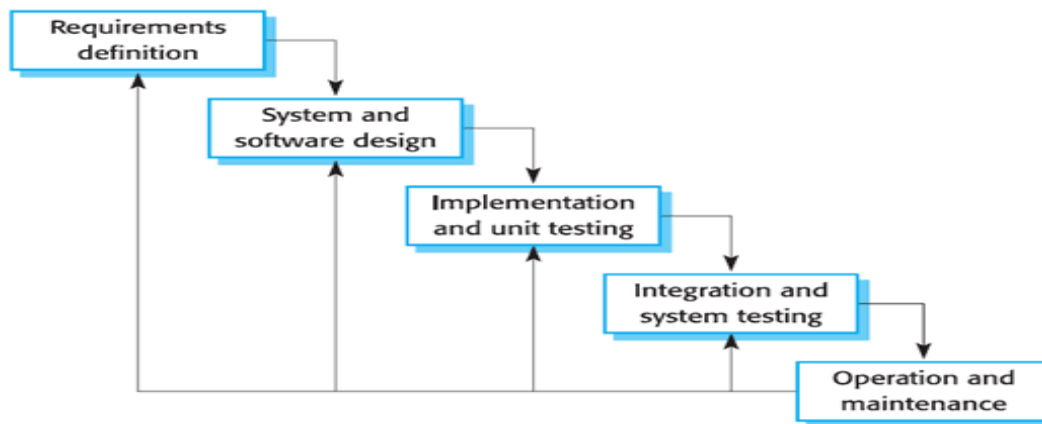 Requirements
definition
System and
software design
Implementation
and unit testing
Integration and
system testing
Operation and
maintenance